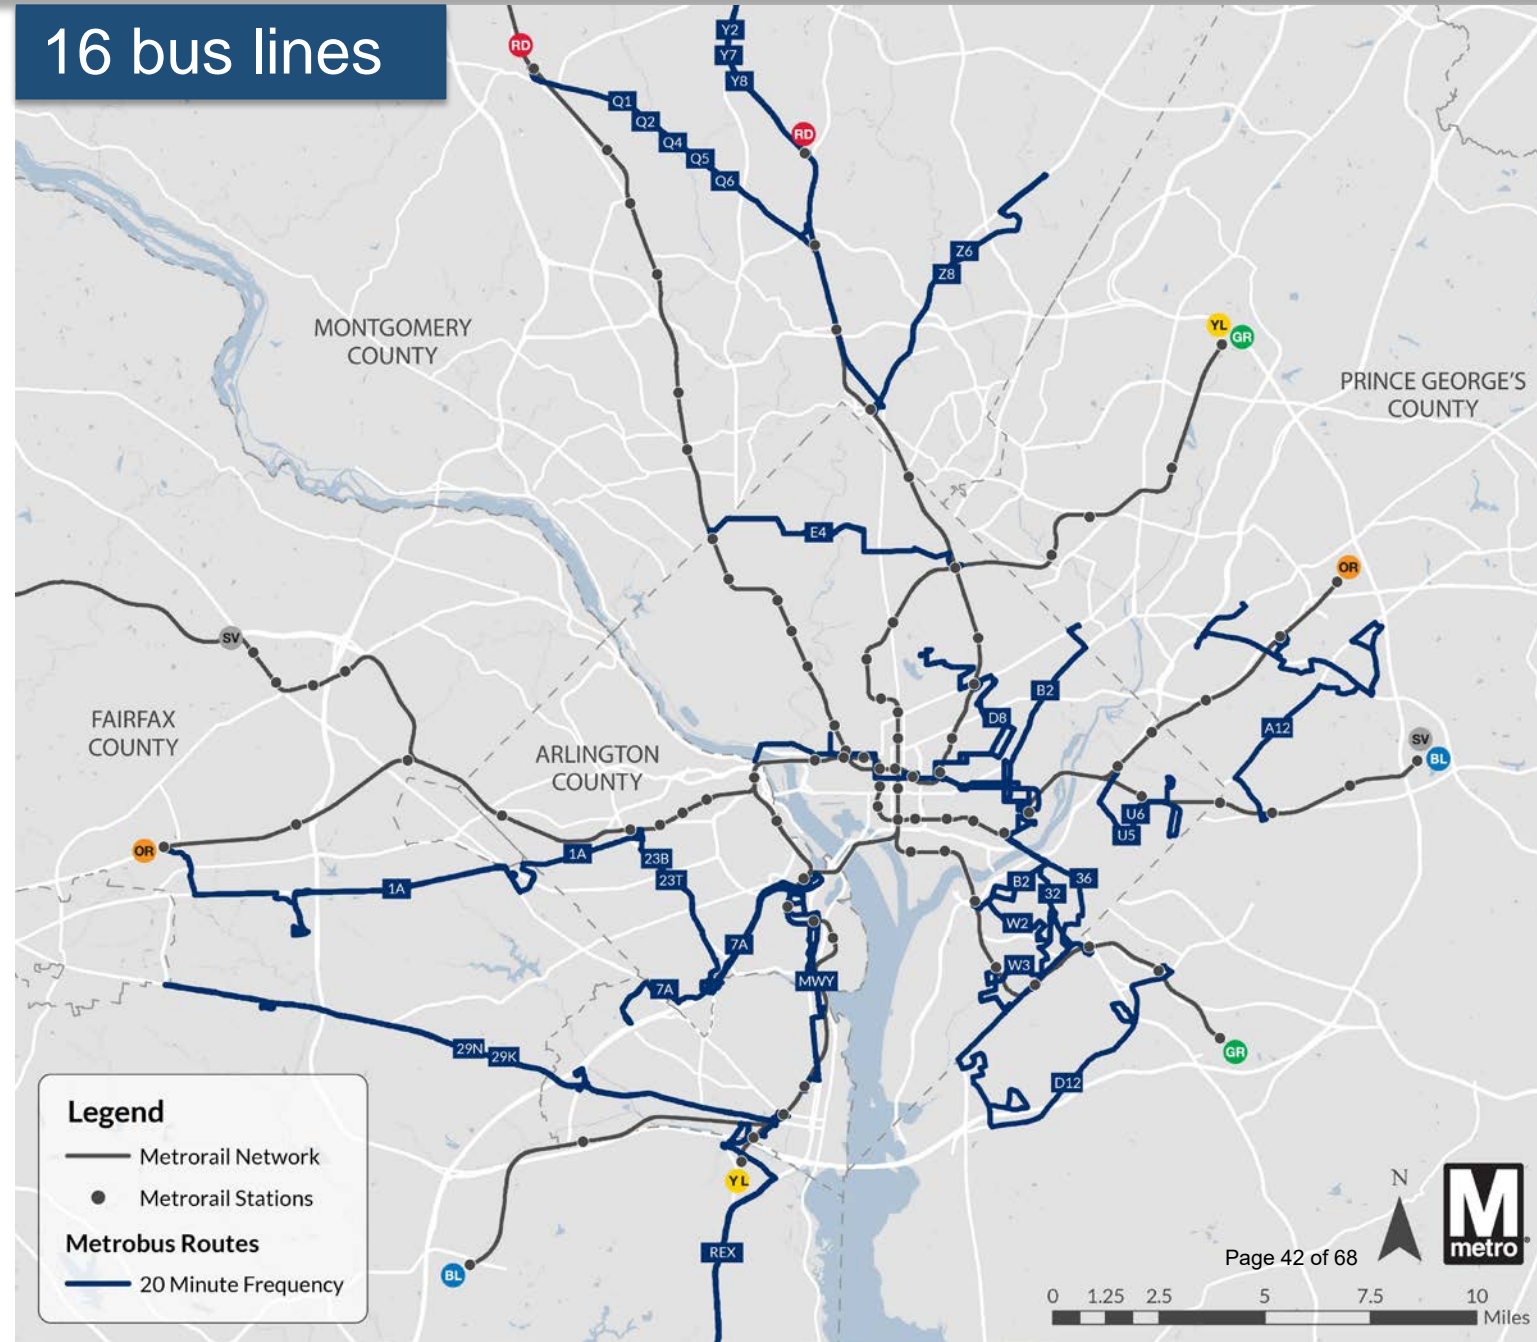 16 bus lines
RD
Y2
Y7
Y8
Q1
Q2
Q4
Q5
Q6
RD
Z6
Z8
MONTGOMERY
COUNTY
YL
GR
PRINCE GEORGE'S
COUNTY
E4
OR
SV
B2
D8
A12
FAIRFAX
COUNTY
ARLINGTON
COUNTY
SV
BL
U6
U5
OR
1A
23B
23T
1A
B2
36
32
W2
7A
W3
MWY
7A
29N
29K
GR
D12
YL
REX
BL
Legend
Metrorail Network
Metrorail Stations
Metrobus Routes
20 Minute Frequency
N
M
metro
Page 42 of 68
0 1.25 2.5 5 7.5 10
Miles